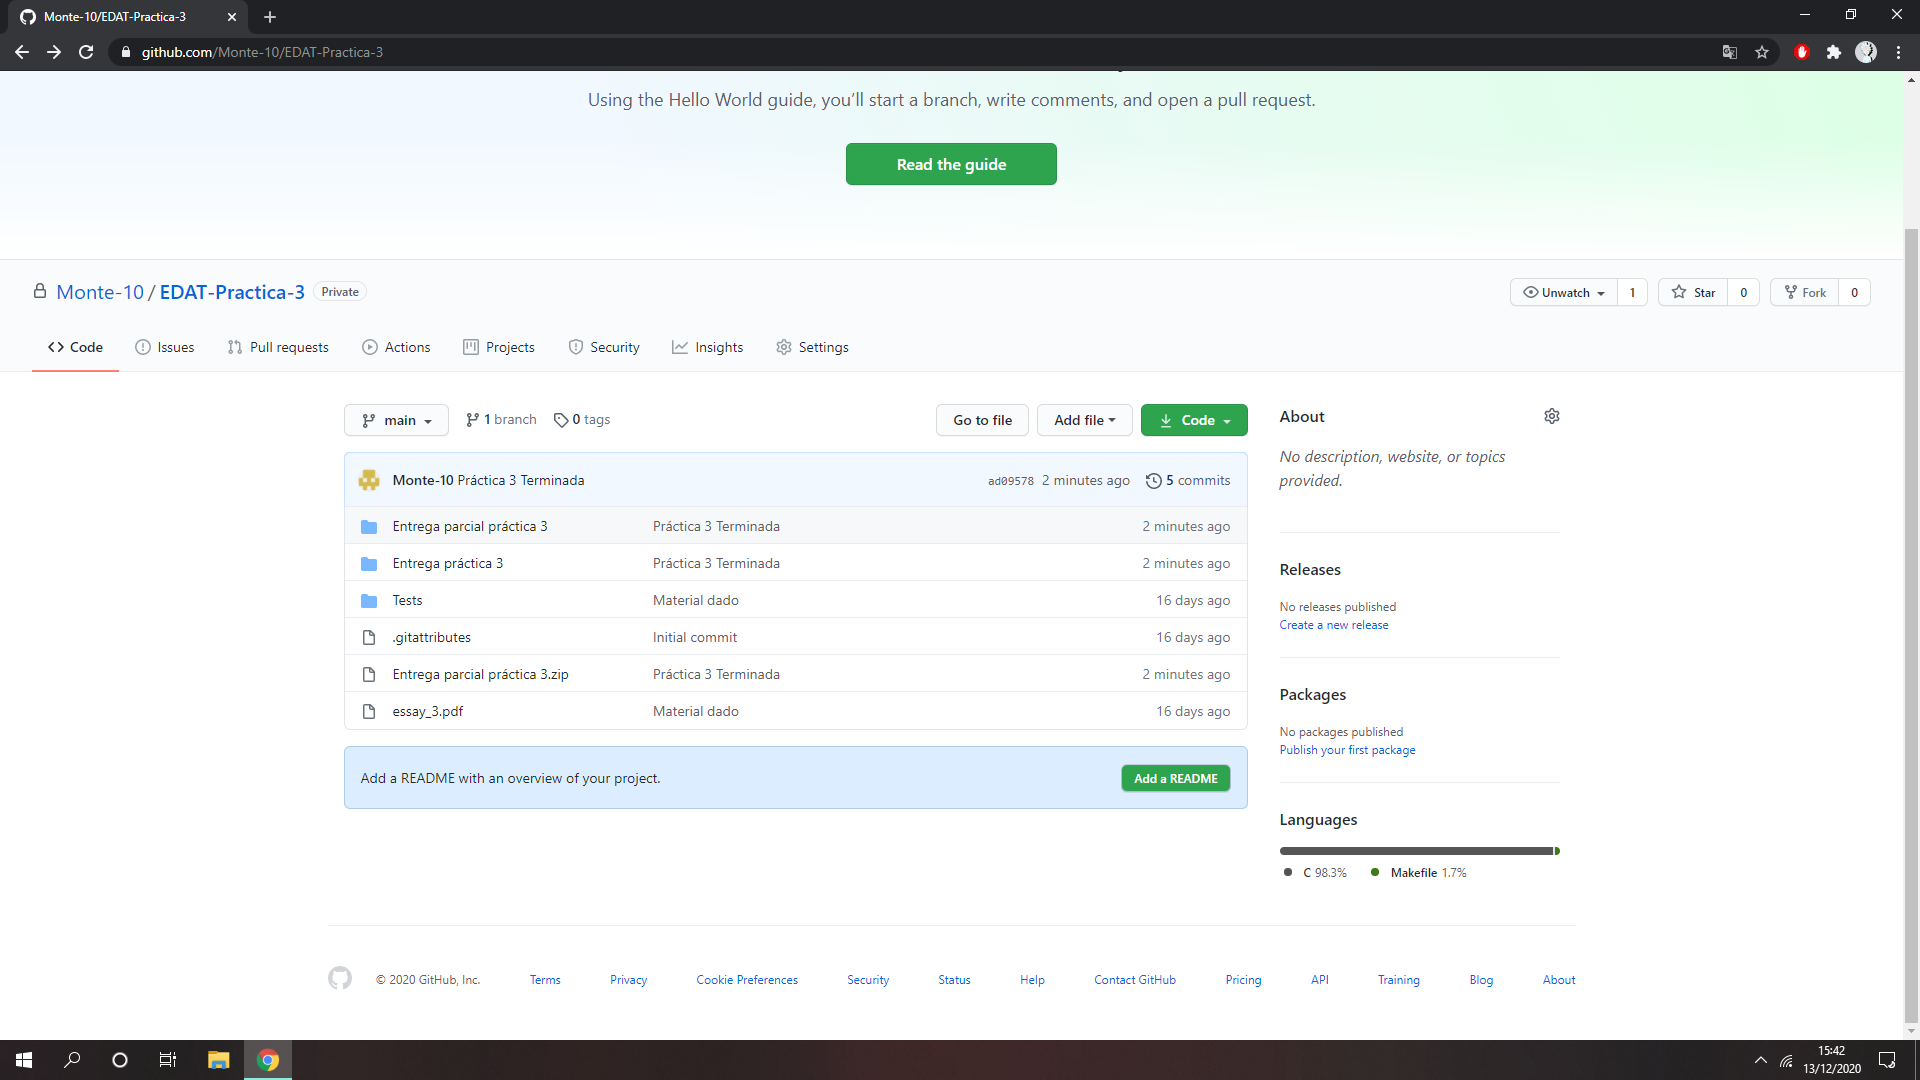 Monte-10/EDAT-Practica-3
github.com/Monte-10/EDAT-Practica-3
Using the Hello World guide, you’ll start a branch, write comments, and open a pull request.
Read the guide
Monte-10 / EDAT-Practica-3 Private
Unwatch 1 Star 0 Fork 0
Code Issues Pull requests Actions Projects Security Insights Settings
main 1 branch 0 tags Go to file Add file Code
Monte-10 Práctica 3 Terminada ad09578 2 minutes ago 5 commits
Entrega parcial práctica 3 Práctica 3 Terminada 2 minutes ago
Entrega práctica 3 Práctica 3 Terminada 2 minutes ago
Tests Material dado 16 days ago
.gitattributes Initial commit 16 days ago
Entrega parcial práctica 3.zip Práctica 3 Terminada 2 minutes ago
essay_3.pdf Material dado 16 days ago
Add a README with an overview of your project. Add a README
About
No description, website, or topics
provided.
Releases
No releases published
Create a new release
Packages
No packages published
Publish your first package
Languages
C 98.3% Makefile 1.7%
© 2020 GitHub, Inc. Terms Privacy Cookie Preferences Security Status Help Contact GitHub Pricing API Training Blog About
15:42
13/12/2020